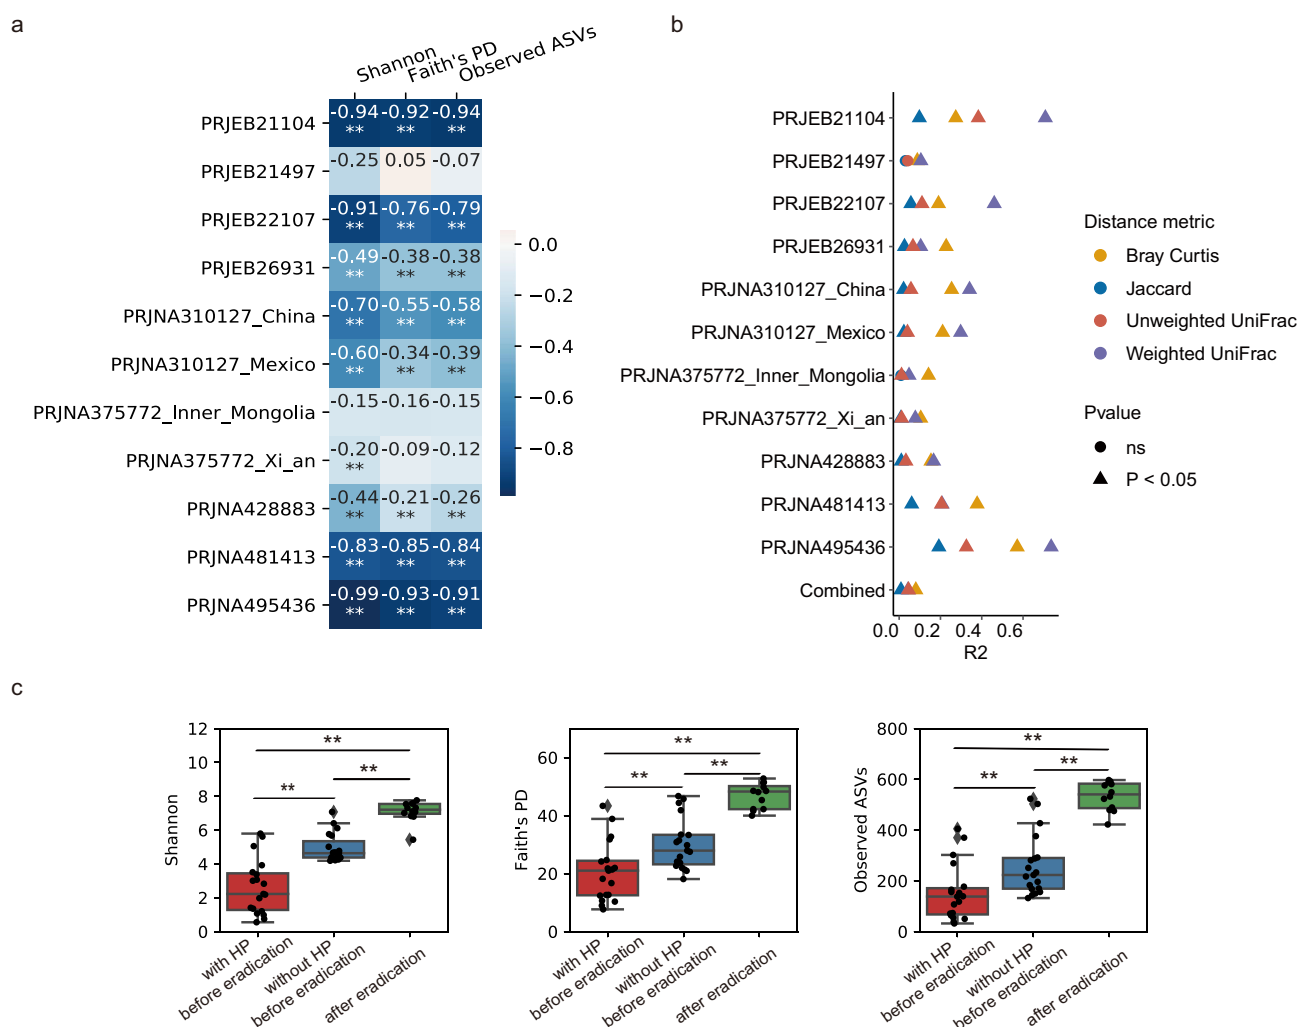 a
Shannon
Faith's PD
Observed ASVs
PRJEB21104
-0.94 -0.92 -0.94
** ** **
PRJEB21497
-0.25 0.05 -0.07
PRJEB22107
-0.91 -0.76 -0.79
** ** **
PRJEB26931
-0.49 -0.38 -0.38
** ** **
PRJNA310127_China
-0.70 -0.55 -0.58
** ** **
PRJNA310127_Mexico
-0.60 -0.34 -0.39
** ** **
PRJNA375772_Inner_Mongolia
-0.15 -0.16 -0.15
PRJNA375772_Xi_an
-0.20 -0.09 -0.12
**
PRJNA428883
-0.44 -0.21 -0.26
** ** **
PRJNA481413
-0.83 -0.85 -0.84
** ** **
PRJNA495436
-0.99 -0.93 -0.91
** ** **
0.0
−0.2
−0.4
−0.6
−0.8
b
PRJEB21104
PRJEB21497
PRJEB22107
PRJEB26931
PRJNA310127_China
PRJNA310127_Mexico
PRJNA375772_Inner_Mongolia
PRJNA375772_Xi_an
PRJNA428883
PRJNA481413
PRJNA495436
Combined
0.0 0.2 0.4 0.6
R2
Distance metric
Bray Curtis
Jaccard
Unweighted UniFrac
Weighted UniFrac
Pvalue
ns
P < 0.05
c
Shannon
12
10
8
6
4
2
0
**
**
**
with HP
before eradication
without HP
before eradication
after eradication
Faith's PD
60
40
20
0
**
**
**
with HP
before eradication
without HP
before eradication
after eradication
Observed ASVs
800
600
400
200
0
**
**
**
with HP
before eradication
without HP
before eradication
after eradication